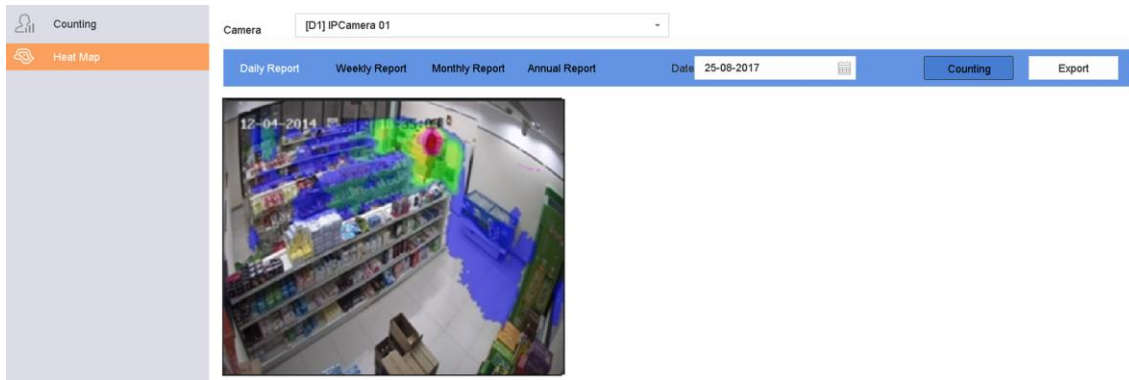 Counting
Heat Map
Camera
[D1] IPCamera 01
Daily Report
Weekly Report
Monthly Report
Annual Report
Date
25-08-2017
Counting
Export
12-04-2014